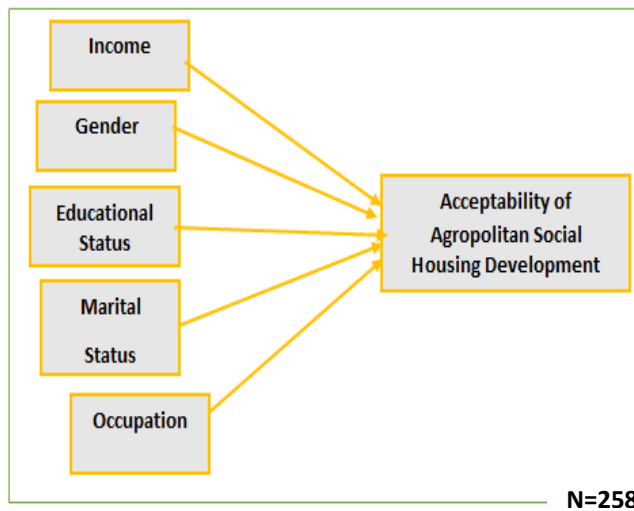 Income
Gender
Educational
Status
Marital
Status
Occupation
Acceptability of
Agropolitan Social
Housing Development
N=258